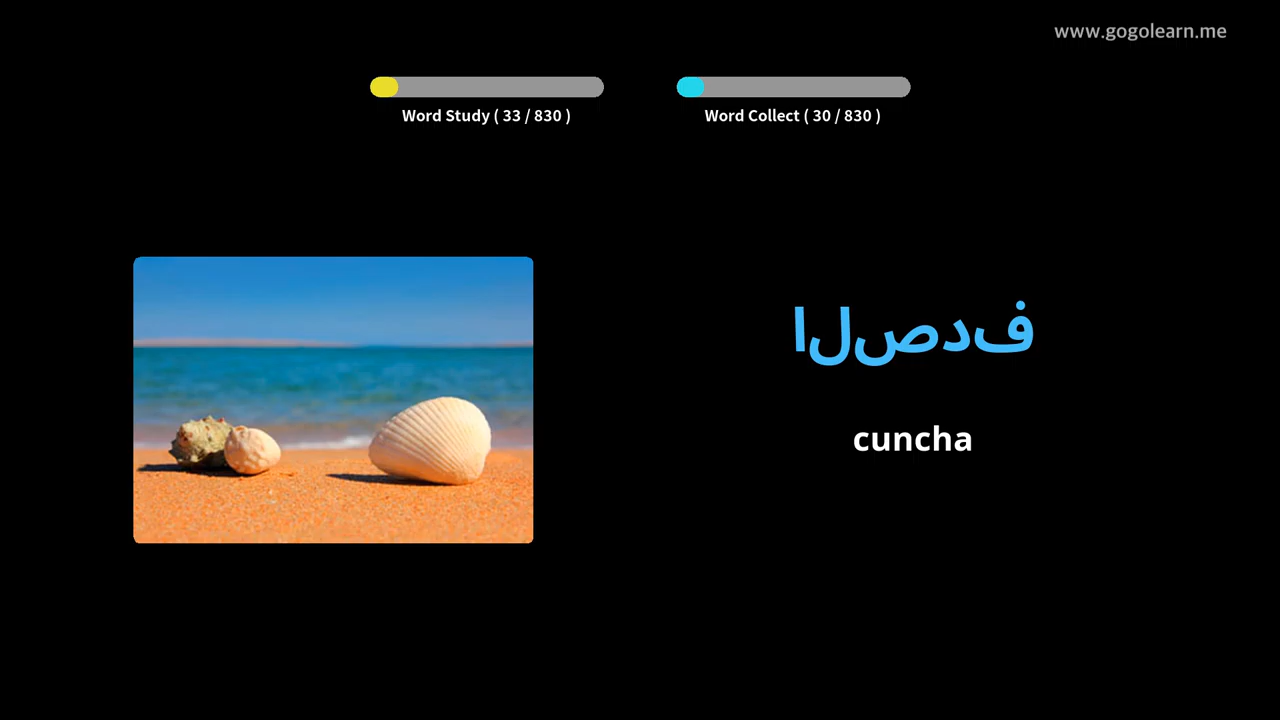 www.gogolearn.me
Word Study ( 33 / 830 )
Word Collect ( 30 / 830 )
الصدف
cuncha